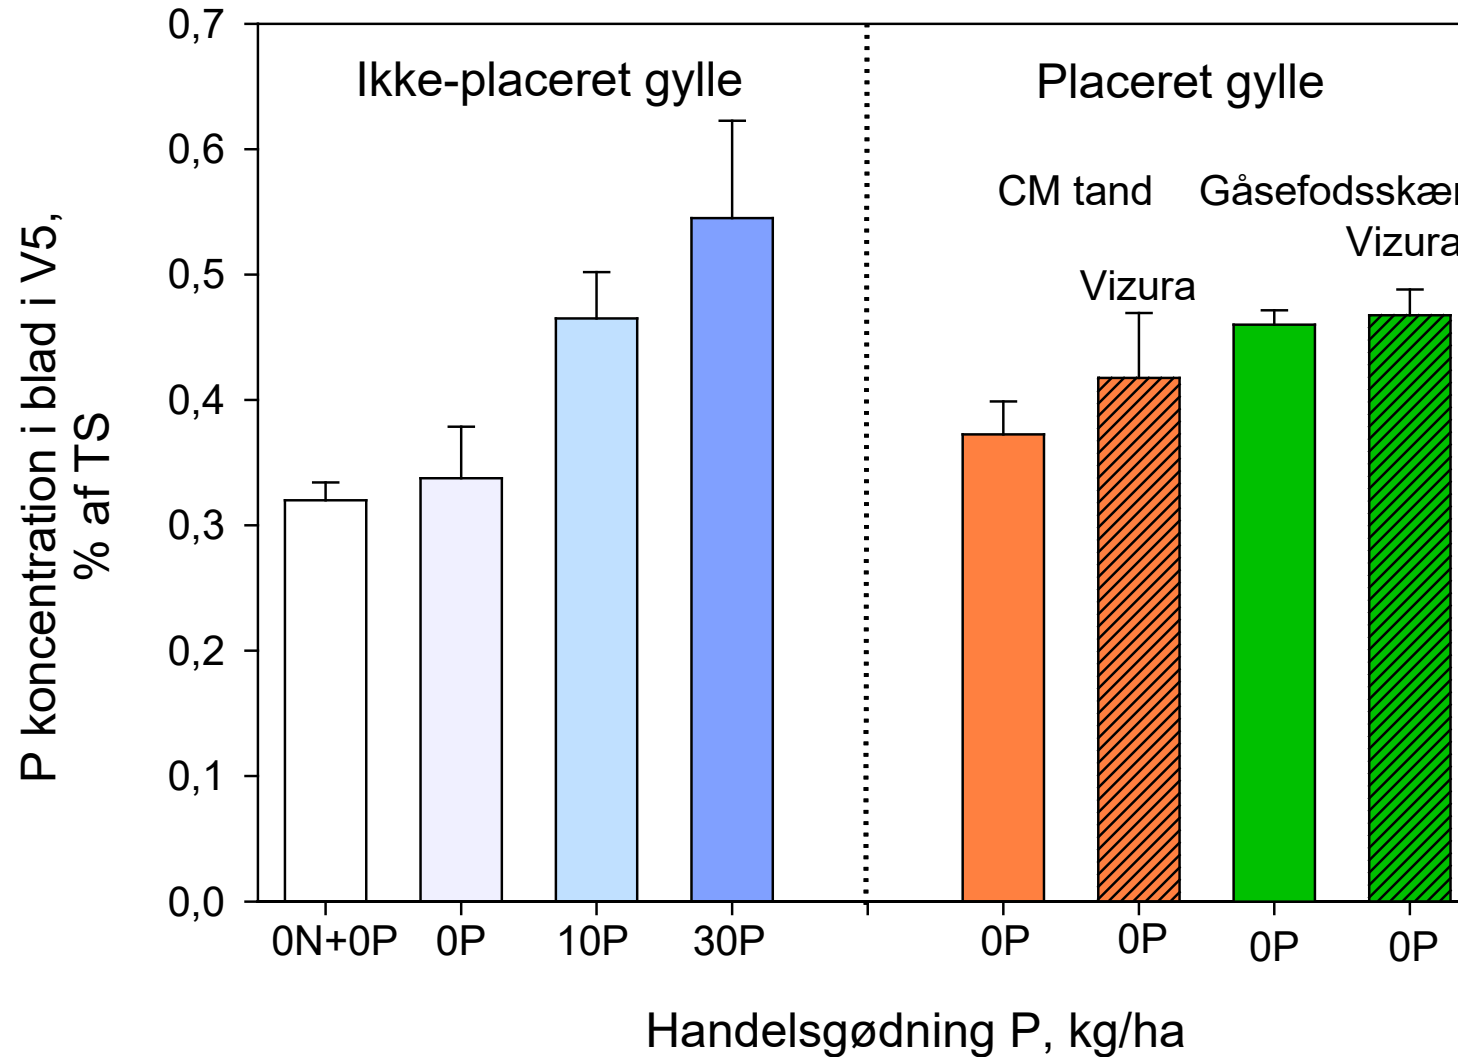 P koncentration i blad i V5,
% af TS
0,7
0,6
0,5
0,4
0,3
0,2
0,1
0,0
Ikke-placeret gylle
Placeret gylle
CM tand
Gåsefodsskær
Vizura
Vizura
0N+0P 0P 10P 30P 0P 0P 0P 0P
Handelsgødning P, kg/ha